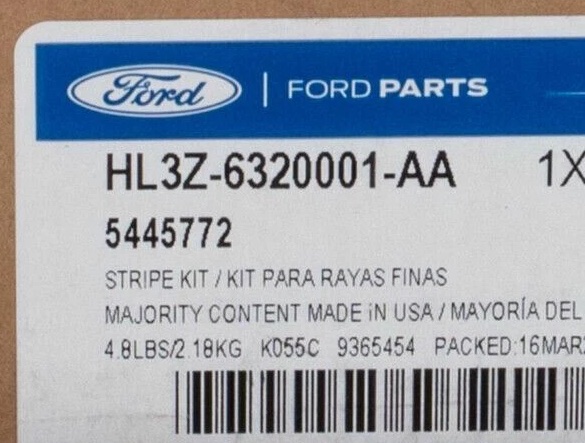 Ford | FORD PARTS
HL3Z-6320001-AA 1X
5445772
STRIPE KIT / KIT PARA RAYAS FINAS
MAJORITY CONTENT MADE iN USA / MAYORÍA DEL
4.8LBS/2.18KG K055C 9365454 PACKED:16MAR